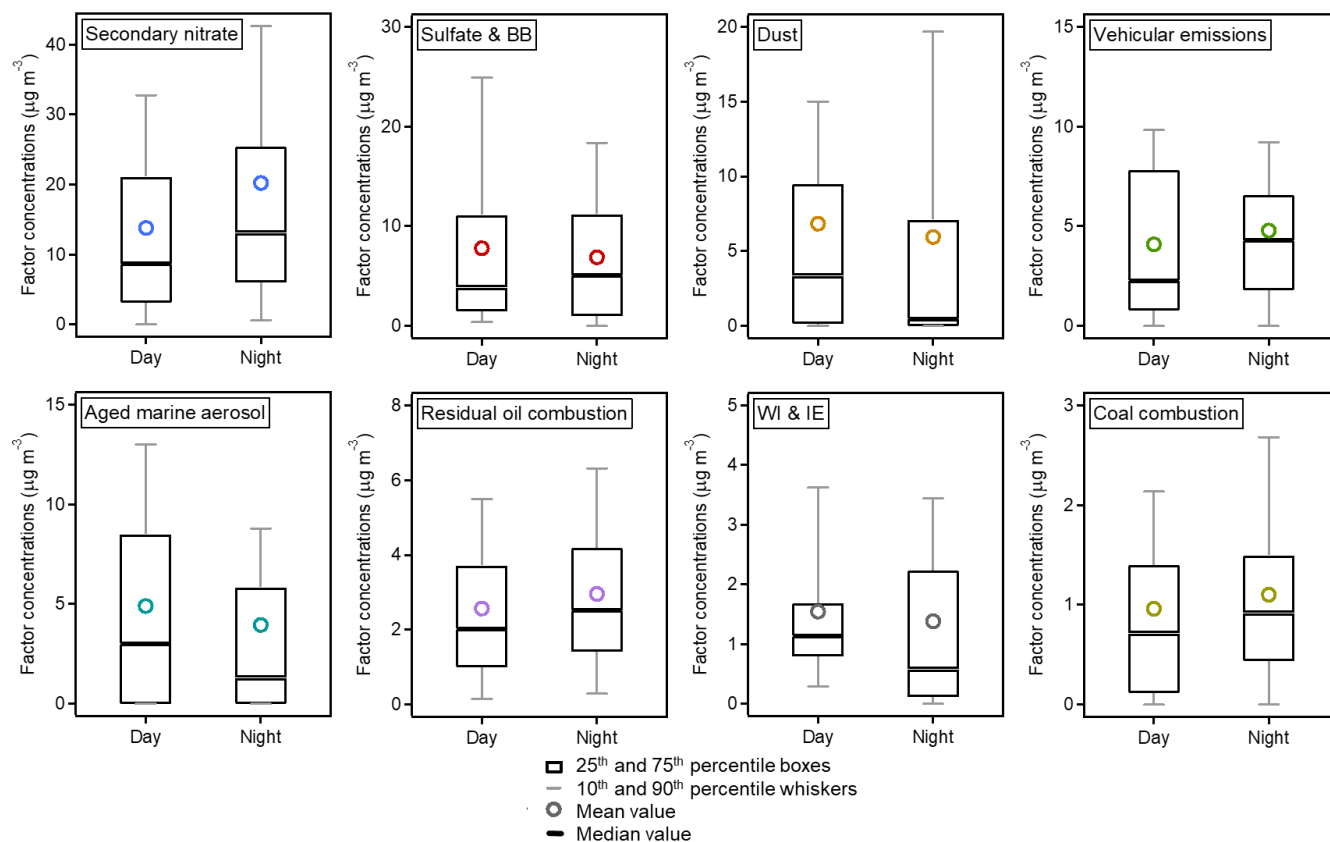 Secondary nitrate
Factor concentrations (µg m⁻³)
40
30
20
10
0
Day
Night
Sulfate & BB
Factor concentrations (µg m⁻³)
30
20
10
0
Day
Night
Dust
Factor concentrations (µg m⁻³)
20
15
10
5
0
Day
Night
Vehicular emissions
Factor concentrations (µg m⁻³)
15
10
5
0
Day
Night
Aged marine aerosol
Factor concentrations (µg m⁻³)
15
10
5
0
Day
Night
Residual oil combustion
Factor concentrations (µg m⁻³)
8
6
4
2
0
Day
Night
WI & IE
Factor concentrations (µg m⁻³)
5
4
3
2
1
0
Day
Night
Coal combustion
Factor concentrations (µg m⁻³)
3
2
1
0
Day
Night
25th and 75th percentile boxes
10th and 90th percentile whiskers
Mean value
Median value